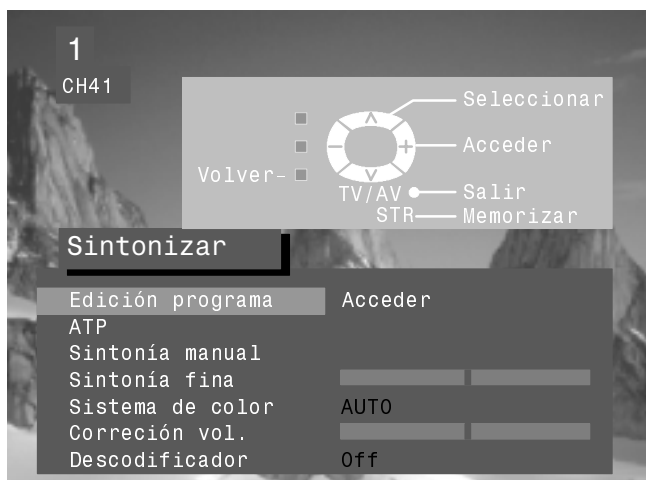 1
CH41
Seleccionar
Acceder
Volver-
TV/AV Salir
STR Memorizar
Sintonizar
Edición programa Acceder
ATP
Sintonía manual
Sintonía fina
Sistema de color AUTO
Correción vol.
Descodificador Off